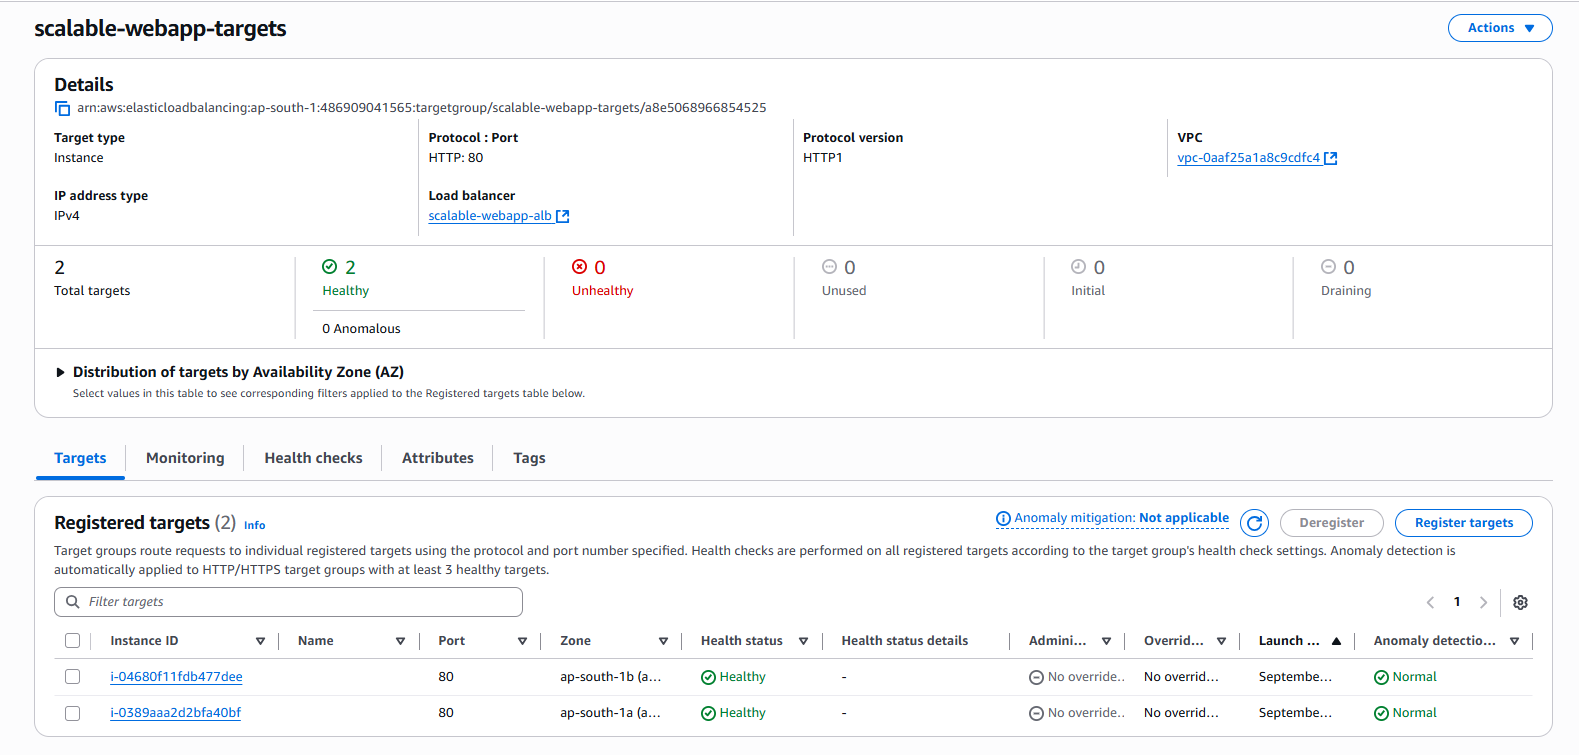 scalable-webapp-targets
Actions
Details
arn:aws:elasticloadbalancing:ap-south-1:486909041565:targetgroup/scalable-webapp-targets/a8e5068966854525
Target type
Instance
Protocol : Port
HTTP: 80
Protocol version
HTTP1
VPC
vpc-0aaf25a1a8c9cdfc4
IP address type
IPv4
Load balancer
scalable-webapp-alb
2
Total targets
2
Healthy
0 Anomalous
0
Unhealthy
0
Unused
0
Initial
0
Draining
Distribution of targets by Availability Zone (AZ)
Select values in this table to see corresponding filters applied to the Registered targets table below.
Targets Monitoring Health checks Attributes Tags
Registered targets (2) Info
Anomaly mitigation: Not applicable
Deregister
Register targets
Target groups route requests to individual registered targets using the protocol and port number specified. Health checks are performed on all registered targets according to the target group's health check settings. Anomaly detection is
automatically applied to HTTP/HTTPS target groups with at least 3 healthy targets.
Filter targets
1
Instance ID Name Port Zone Health status Health status details Admini... Overrid... Launch ... Anomaly detectio...
i-04680f11fdb477dee 80 ap-south-1b (a... Healthy - No override.. No overrid... Septembe... Normal
i-0389aaa2d2bfa40bf 80 ap-south-1a (a... Healthy - No override.. No overrid... Septembe... Normal